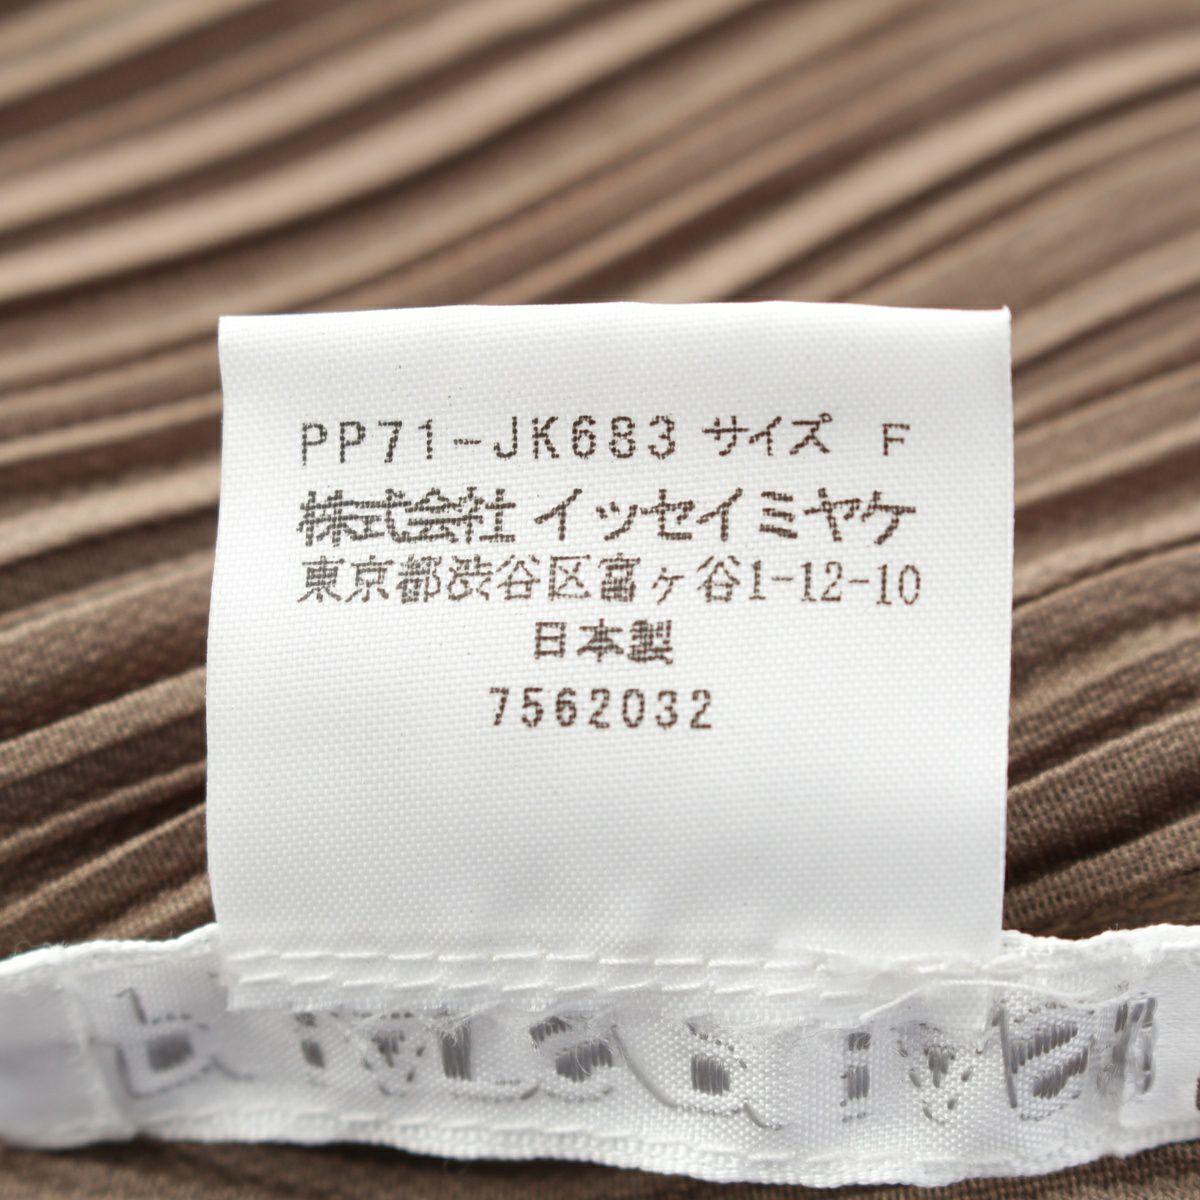 PP71-JK683 サイズ F
株式会社イッセイミヤケ
東京都渋谷区富ヶ谷1-12-10
日本製
7562032